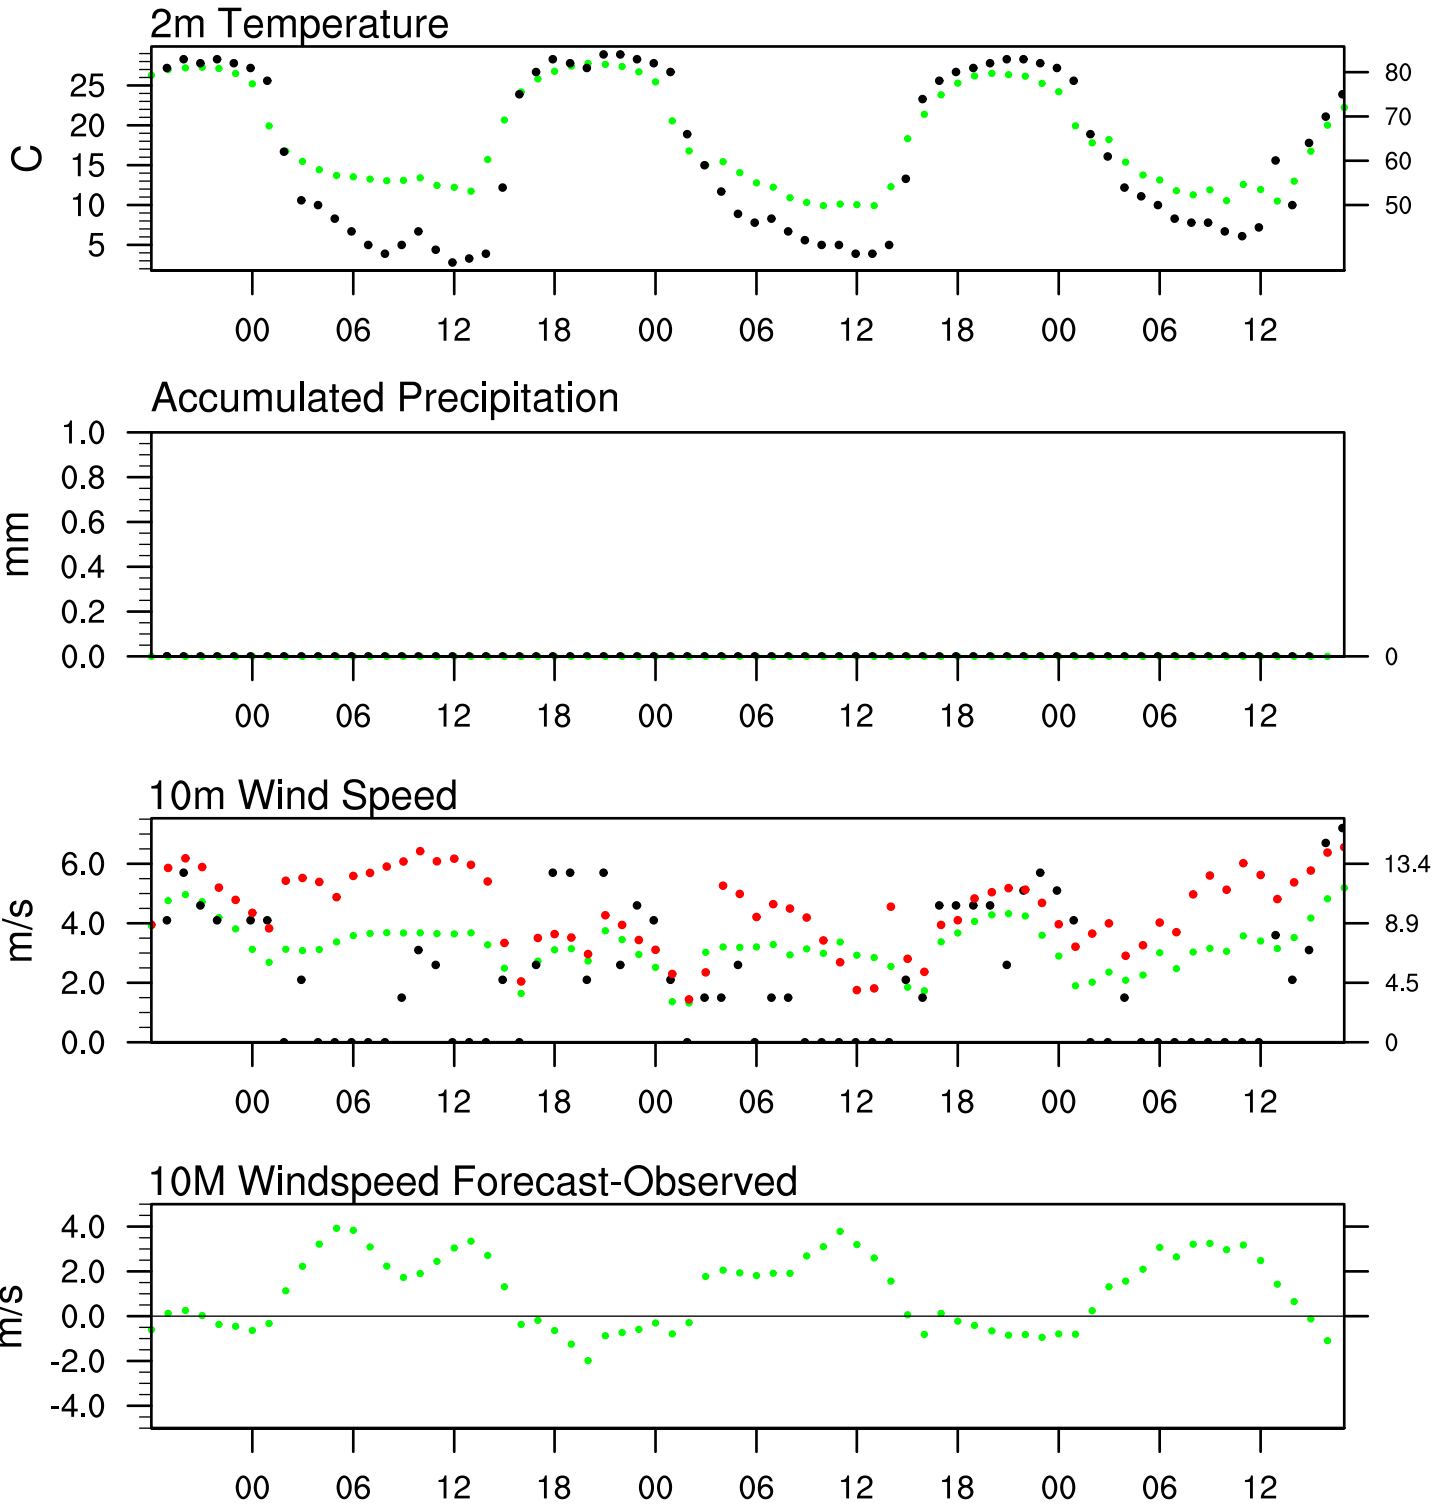 2m Temperature
C
25
20
15
10
5
80
70
60
50
00 06 12 18 00 06 12 18 00 06 12
Accumulated Precipitation
mm
1.0
0.8
0.6
0.4
0.2
0.0
0
00 06 12 18 00 06 12 18 00 06 12
10m Wind Speed
m/s
6.0
4.0
2.0
0.0
13.4
8.9
4.5
0
00 06 12 18 00 06 12 18 00 06 12
10M Windspeed Forecast-Observed
m/s
4.0
2.0
0.0
-2.0
-4.0
00 06 12 18 00 06 12 18 00 06 12